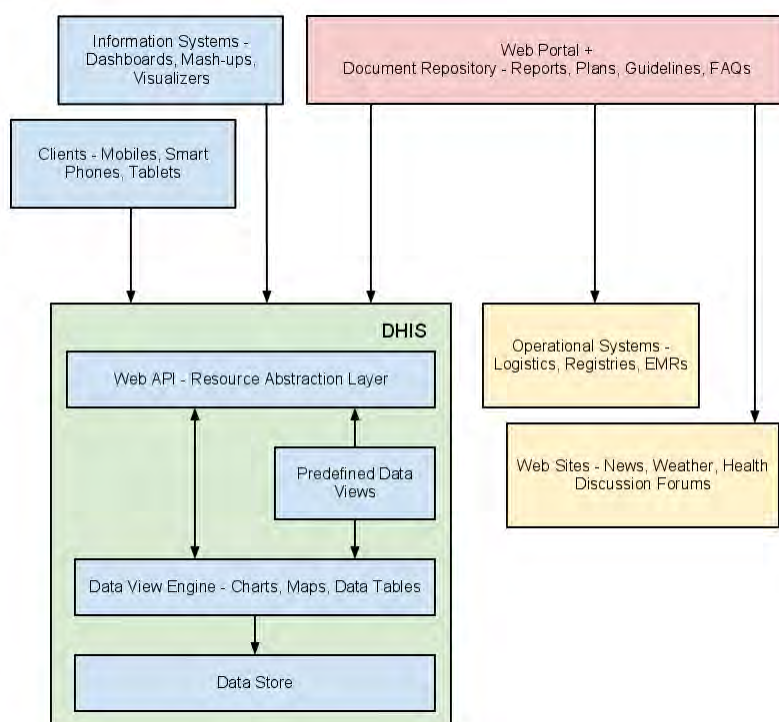 Information Systems -
Dashboards, Mash-ups,
Visualizers
Web Portal +
Document Repository - Reports, Plans, Guidelines, FAQs
Clients - Mobiles, Smart
Phones, Tablets
DHIS
Web API - Resource Abstraction Layer
Predefined Data
Views
Data View Engine - Charts, Maps, Data Tables
Data Store
Operational Systems -
Logistics, Registries, EMRs
Web Sites - News, Weather, Health
Discussion Forums